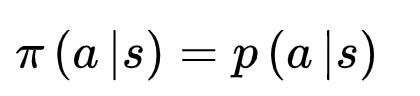 π(a|s) = p(a|s)